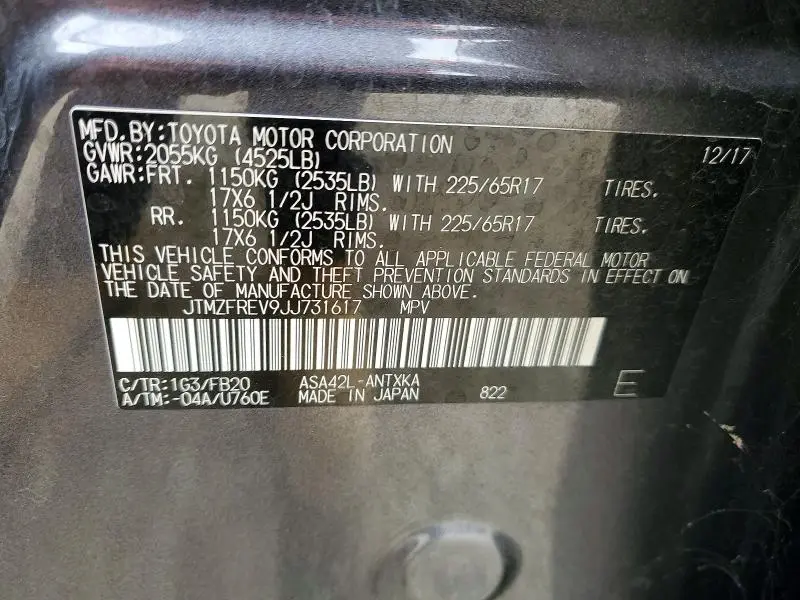 MFD.BY:TOYOTA MOTOR CORPORATION 12/17
GVWR:2055KG (4525LB)
GAWR:FRT. 1150KG (2535LB) WITH 225/65R17 TIRES.
17X6 1/2J RIMS.
RR. 1150KG (2535LB) WITH 225/65R17 TIRES.
17X6 1/2J RIMS.
THIS VEHICLE CONFORMS TO ALL APPLICABLE FEDERAL MOTOR
VEHICLE SAFETY AND THEFT PREVENTION STANDARDS IN EFFECT ON
THE DATE OF MANUFACTURE SHOWN ABOVE.
JTMZFREV9JJ731617 MPV
C/TR:1G3/FB20 ASA42L-ANTXKA
A/TM:-04A/U760E MADE IN JAPAN 822 E